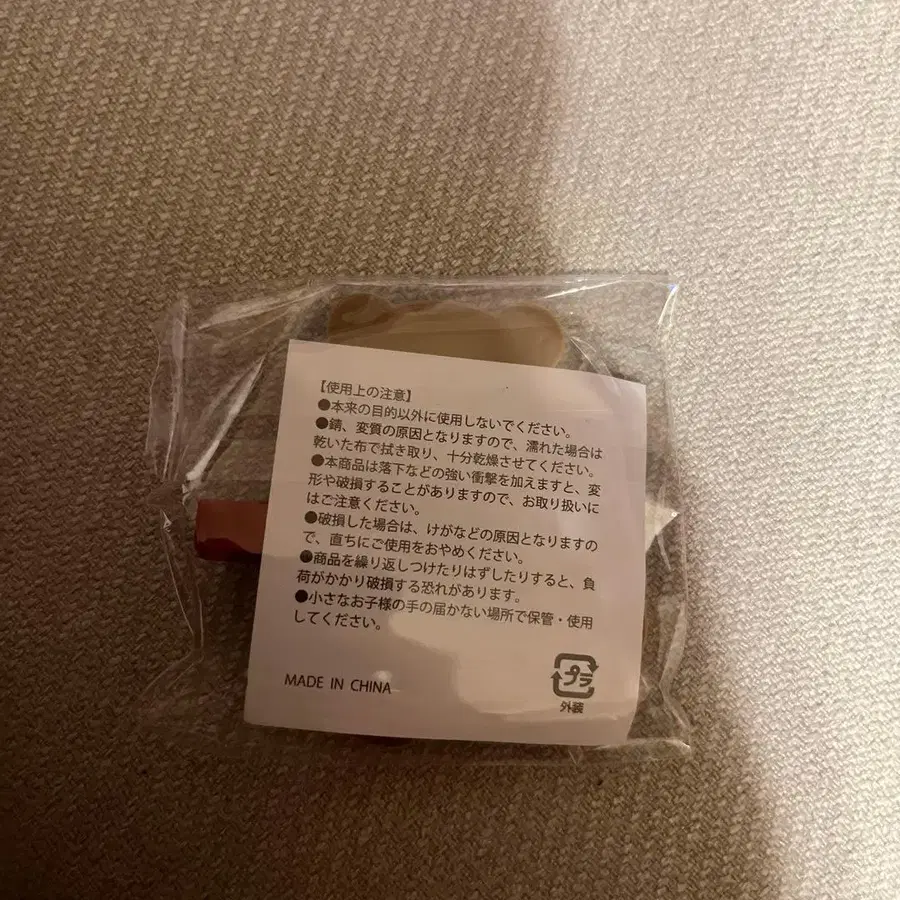 【使用上の注意】
●本来の目的以外に使用しないでください。
●錆、変質の原因となりますので、濡れた場合は
乾いた布で拭き取り、十分乾燥させてください。
●本商品は落下などの強い衝撃を加えますと、変
形や破損することがありますので、お取り扱いに
はご注意ください。
●破損した場合は、けがなどの原因となりますの
で、直ちにご使用をおやめください。
●商品を繰り返しつけたりはずしたりすると、負
荷がかかり破損する恐れがあります。
●小さなお子様の手の届かない場所で保管・使用
してください。
MADE IN CHINA
プラ
外装